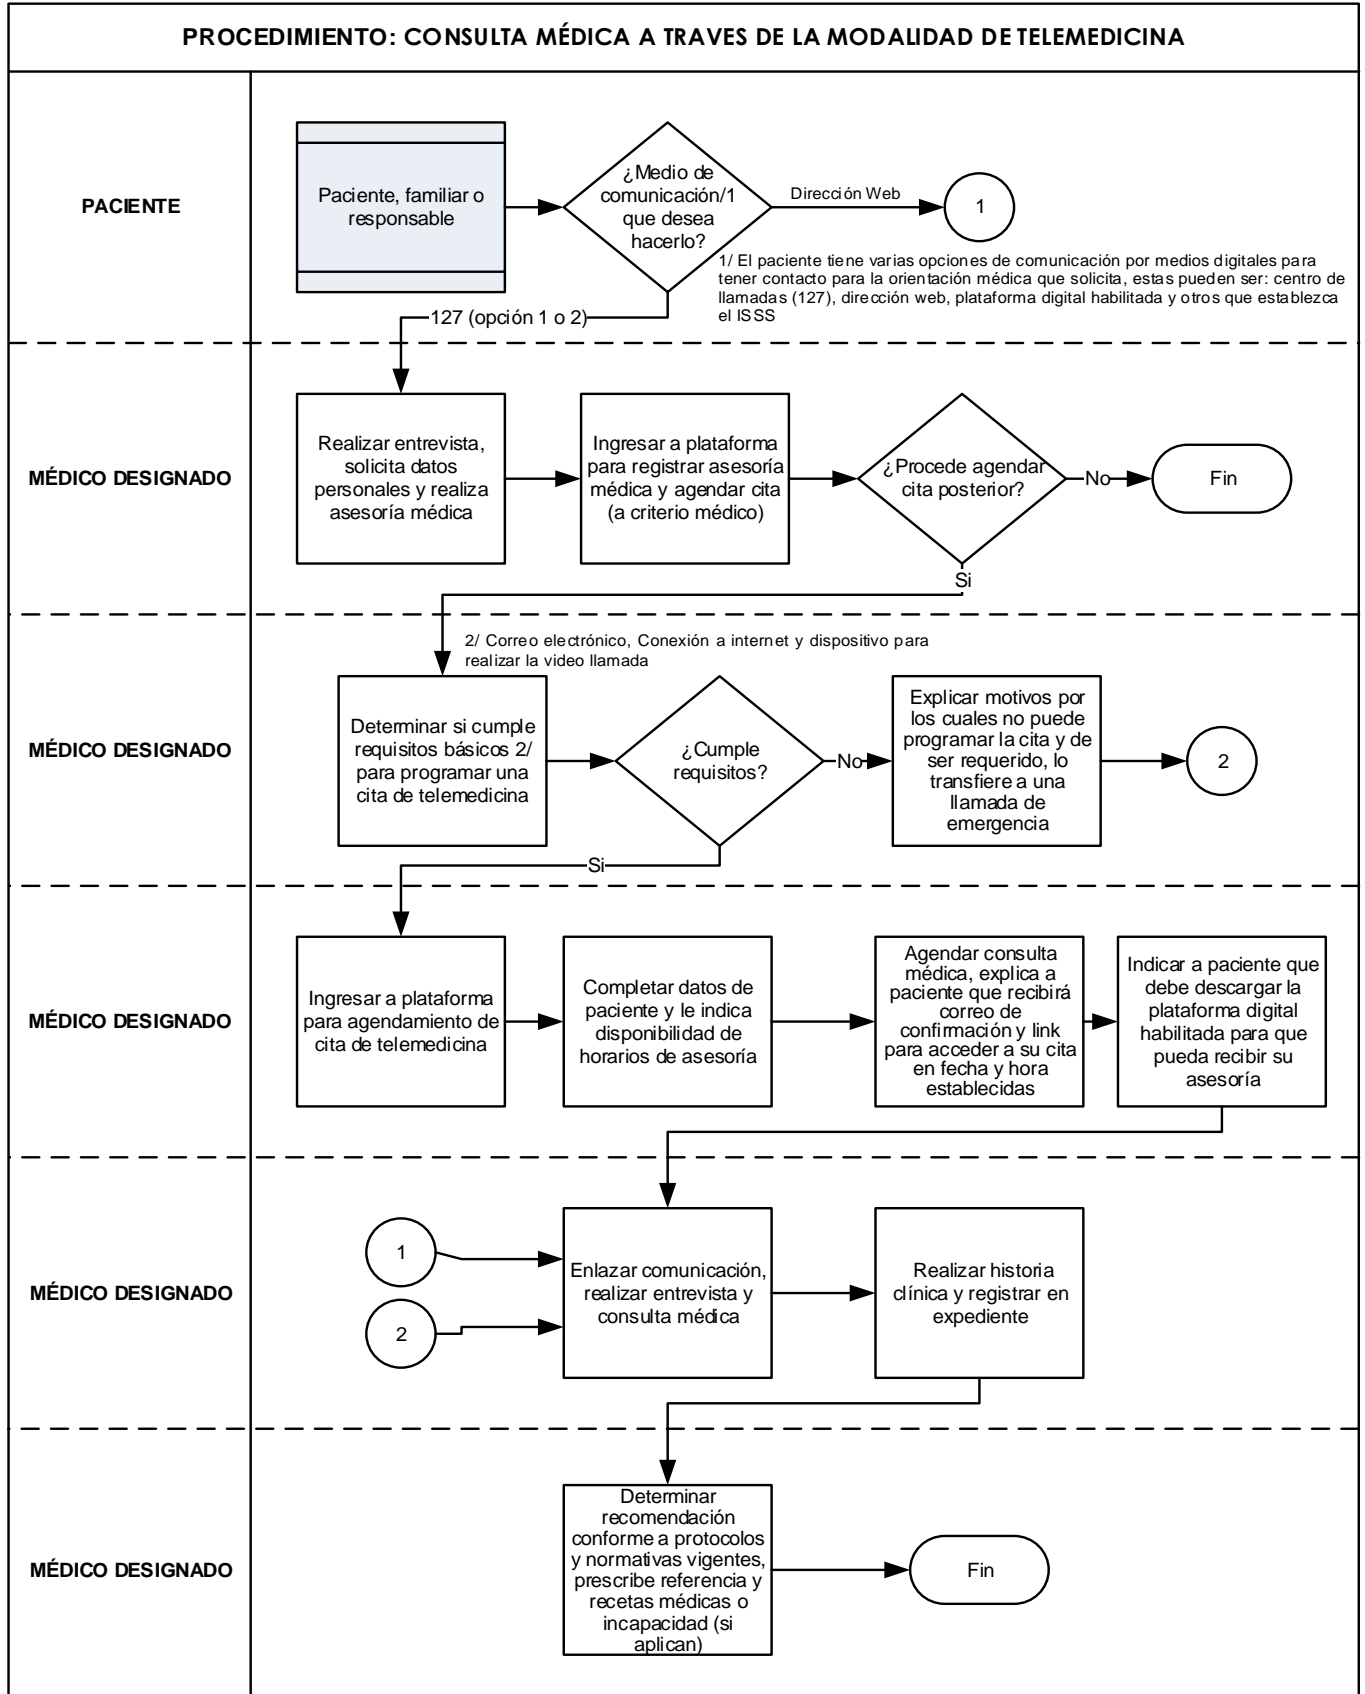 PROCEDIMIENTO: CONSULTA MÉDICA A TRAVES DE LA MODALIDAD DE TELEMEDICINA
PACIENTE
Paciente, familiar o
responsable
¿Medio de
comunicación/1
que desea
hacerlo?
Dirección Web
1
1/ El paciente tiene varias opciones de comunicación por medios digitales para
tener contacto para la orientación médica que solicita, estas pueden ser: centro de
llamadas (127), dirección web, plataforma digital habilitada y otros que establezca
el ISSS
127 (opción 1 o 2)
MÉDICO DESIGNADO
Realizar entrevista,
solicita datos
personales y realiza
asesoría médica
Ingresar a plataforma
para registrar asesoría
médica y agendar cita
(a criterio médico)
¿Procede agendar
cita posterior?
No
Fin
Si
MÉDICO DESIGNADO
2/ Correo electrónico, Conexión a internet y dispositivo para
realizar la video llamada
Determinar si cumple
requisitos básicos 2/
para programar una
cita de telemedicina
¿Cumple
requisitos?
No
Explicar motivos por
los cuales no puede
programar la cita y de
ser requerido, lo
transfiere a una
llamada de
emergencia
2
Si
MÉDICO DESIGNADO
Ingresar a plataforma
para agendamiento de
cita de telemedicina
Completar datos de
paciente y le indica
disponibilidad de
horarios de asesoría
Agendar consulta
médica, explica a
paciente que recibirá
correo de
confirmación y link
para acceder a su cita
en fecha y hora
establecidas
Indicar a paciente que
debe descargar la
plataforma digital
habilitada para que
pueda recibir su
asesoría
MÉDICO DESIGNADO
1
2
Enlazar comunicación,
realizar entrevista y
consulta médica
Realizar historia
clínica y registrar en
expediente
MÉDICO DESIGNADO
Determinar
recomendación
conforme a protocolos
y normativas vigentes,
prescribe referencia y
recetas médicas o
incapacidad (si
aplican)
Fin